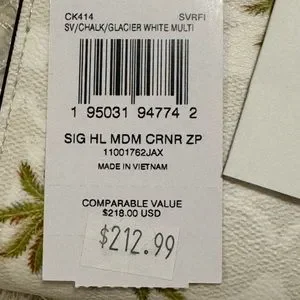 CK414 SVRFI
SV/CHALK/GLACIER WHITE MULTI
1 95031 94774 2
SIG HL MDM CRNR ZP
11001762JAX
MADE IN VIETNAM
COMPARABLE VALUE
$218.00 USD
$212.99